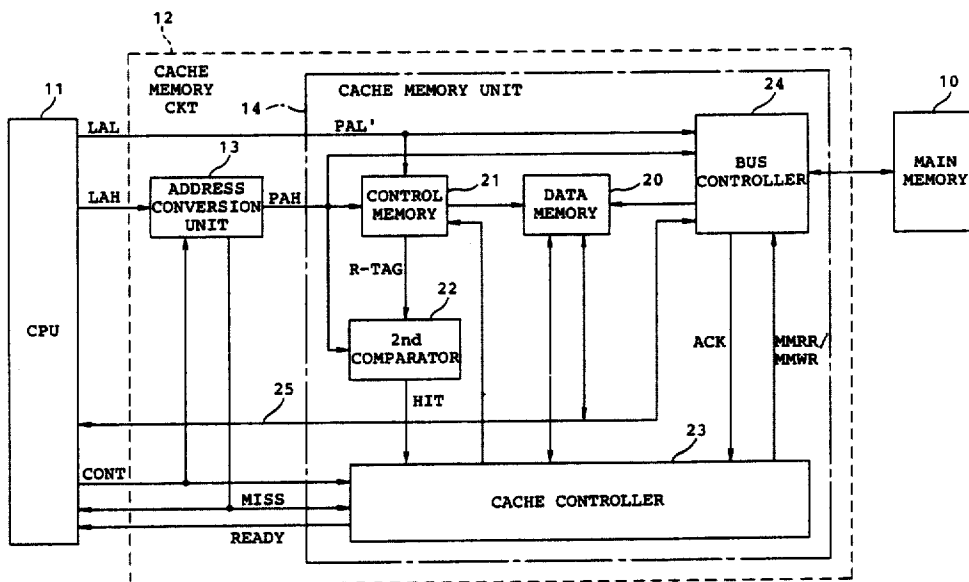 12
CACHE
MEMORY
CKT
14
CACHE MEMORY UNIT
24
10
11
LAL
PAL'
13
BUS
CONTROLLER
MAIN
MEMORY
LAH
ADDRESS
CONVERSION
UNIT
PAH
CONTROL
MEMORY
21
DATA
MEMORY
20
R-TAG
22
CPU
2nd
COMPARATOR
ACK
MMRR/
MMWR
25
HIT
23
CONT
MISS
CACHE CONTROLLER
READY